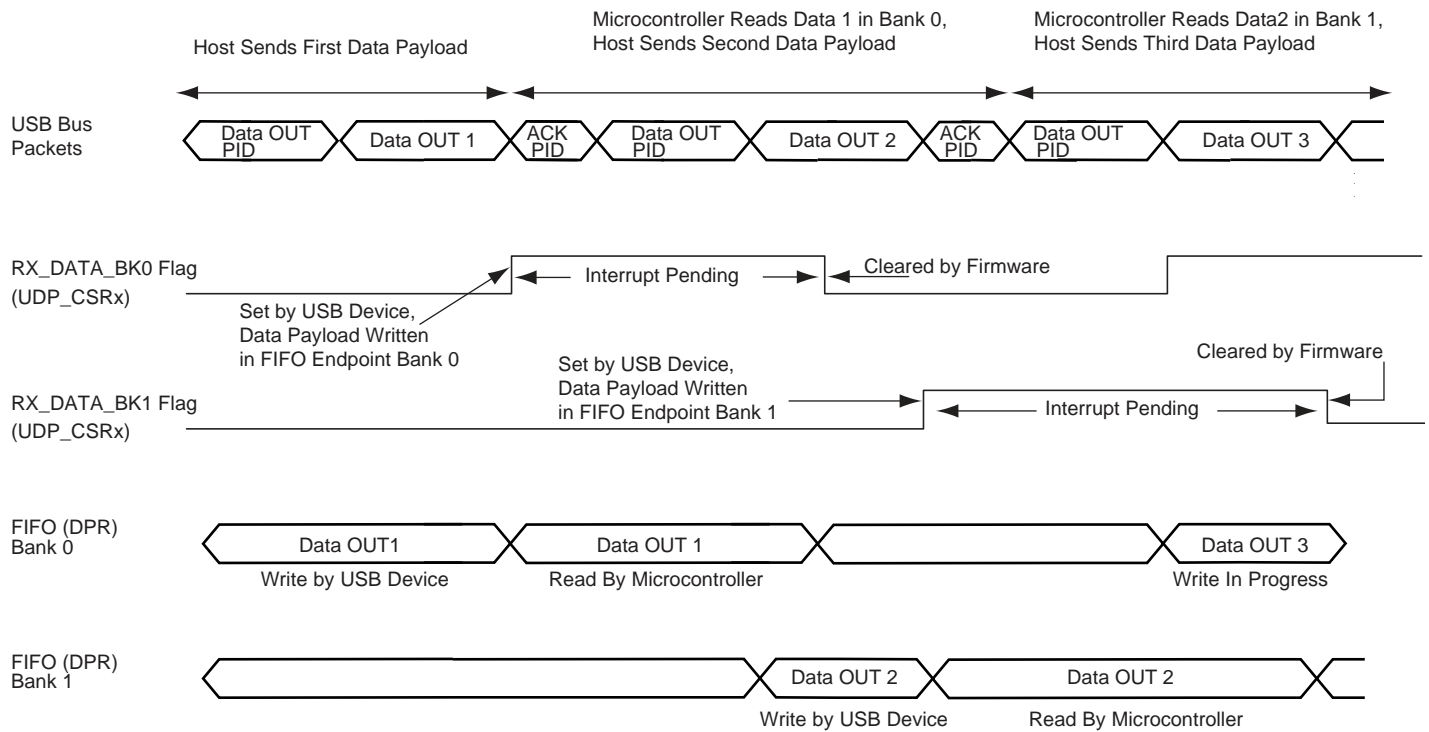 Host Sends First Data Payload
Microcontroller Reads Data 1 in Bank 0,
Host Sends Second Data Payload
Microcontroller Reads Data2 in Bank 1,
Host Sends Third Data Payload
USB Bus
Packets
Data OUT
PID
Data OUT 1
ACK
PID
Data OUT
PID
Data OUT 2
ACK
PID
Data OUT
PID
Data OUT 3
RX_DATA_BK0 Flag
(UDP_CSRx)
Interrupt Pending
Cleared by Firmware
Set by USB Device,
Data Payload Written
in FIFO Endpoint Bank 0
RX_DATA_BK1 Flag
(UDP_CSRx)
Set by USB Device,
Data Payload Written
in FIFO Endpoint Bank 1
Interrupt Pending
Cleared by Firmware
FIFO (DPR)
Bank 0
Data OUT1
Data OUT 1
Data OUT 3
Write by USB Device
Read By Microcontroller
Write In Progress
FIFO (DPR)
Bank 1
Data OUT 2
Data OUT 2
Write by USB Device
Read By Microcontroller